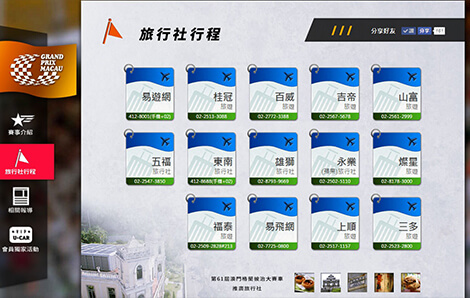 旅行社行程
分享好友
讚
分享
GRAND
PRIX
MACAU
賽事介紹
旅行社行程
相關報導
U-CAR
會員獨家活動
易遊網
412-8001(手機+02)
桂冠
旅遊
02-2513-3088
百威
旅遊
02-2772-3388
吉帝
旅遊
02-2567-5678
山富
旅遊
02-2561-2999
五福
旅遊
02-2547-3850
東南
旅行社
412-8688(手機+02)
雄獅
旅行社
02-8793-9669
永業
(禧樂)旅行社
02-2502-5110
燦星
旅遊
02-8178-3000
福泰
旅遊
02-2509-2828#213
易飛網
02-7725-0800
上順
旅遊
02-2517-1157
三多
旅遊
02-2523-2800
第61屆澳門格蘭披治大賽車
推薦旅行社